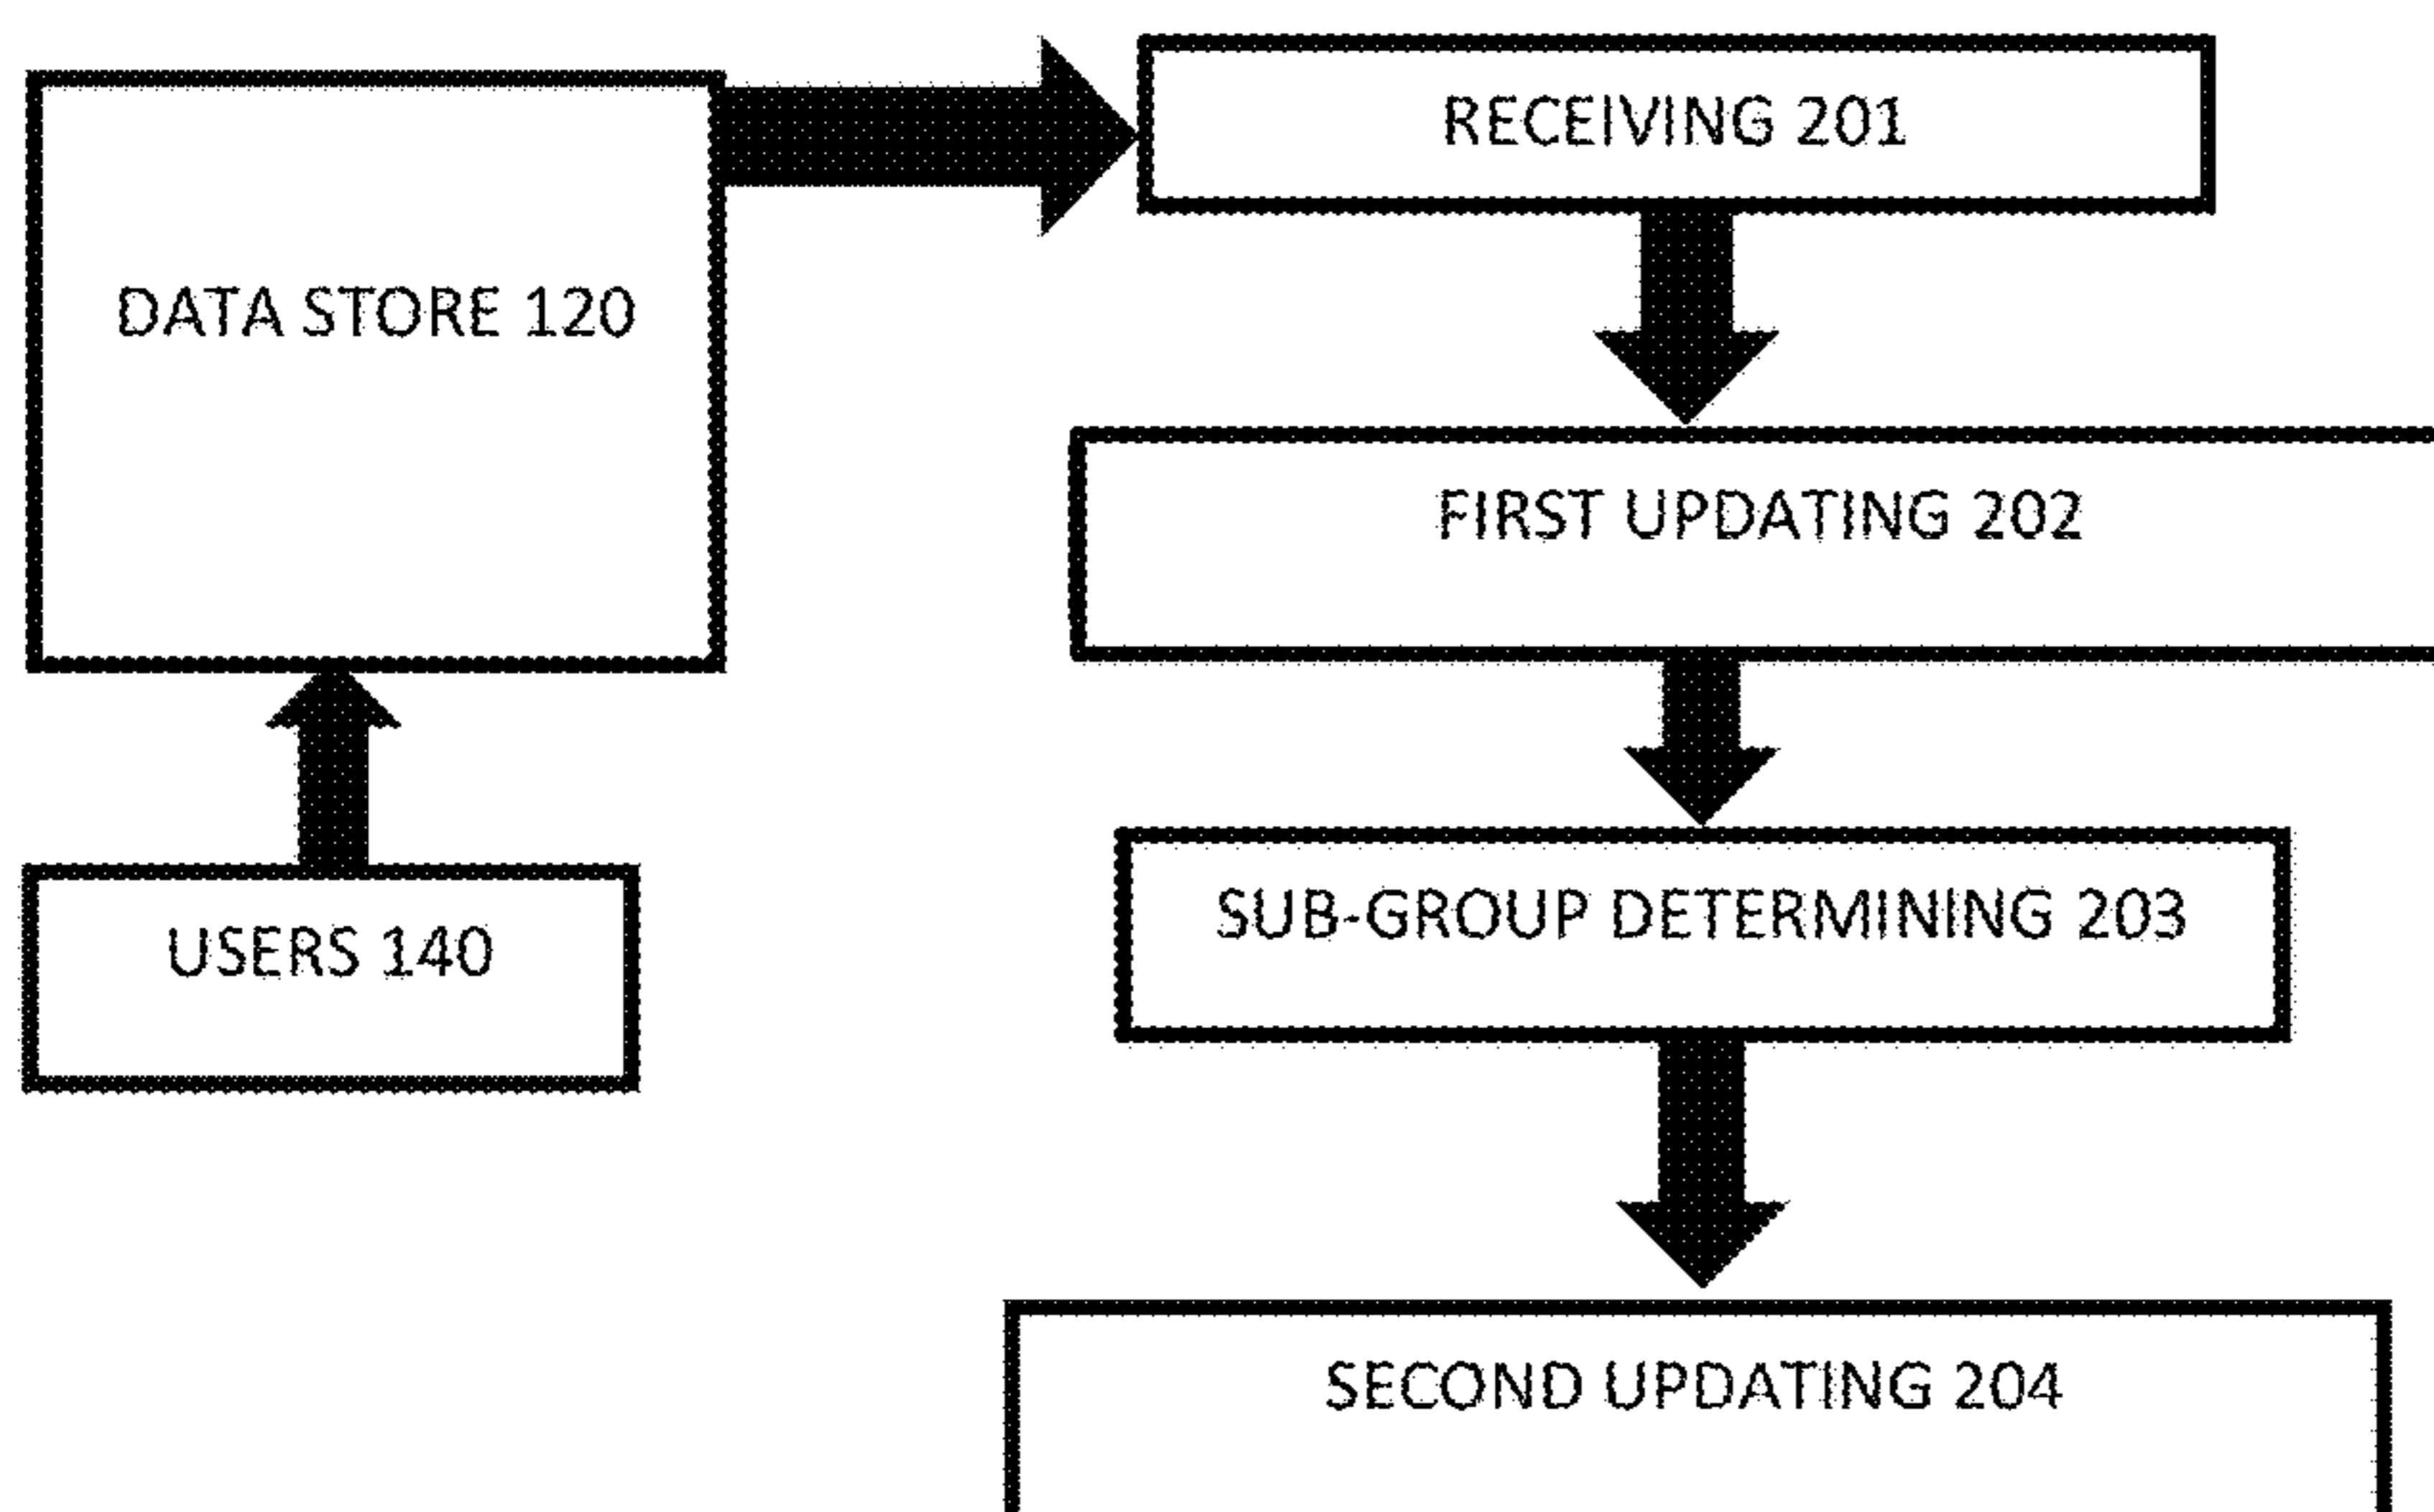 DATA STORE 120
RECEIVING 201
FIRST UPDATING 202
SUB-GROUP DETERMINING 203
USERS 140
SECOND UPDATING 204